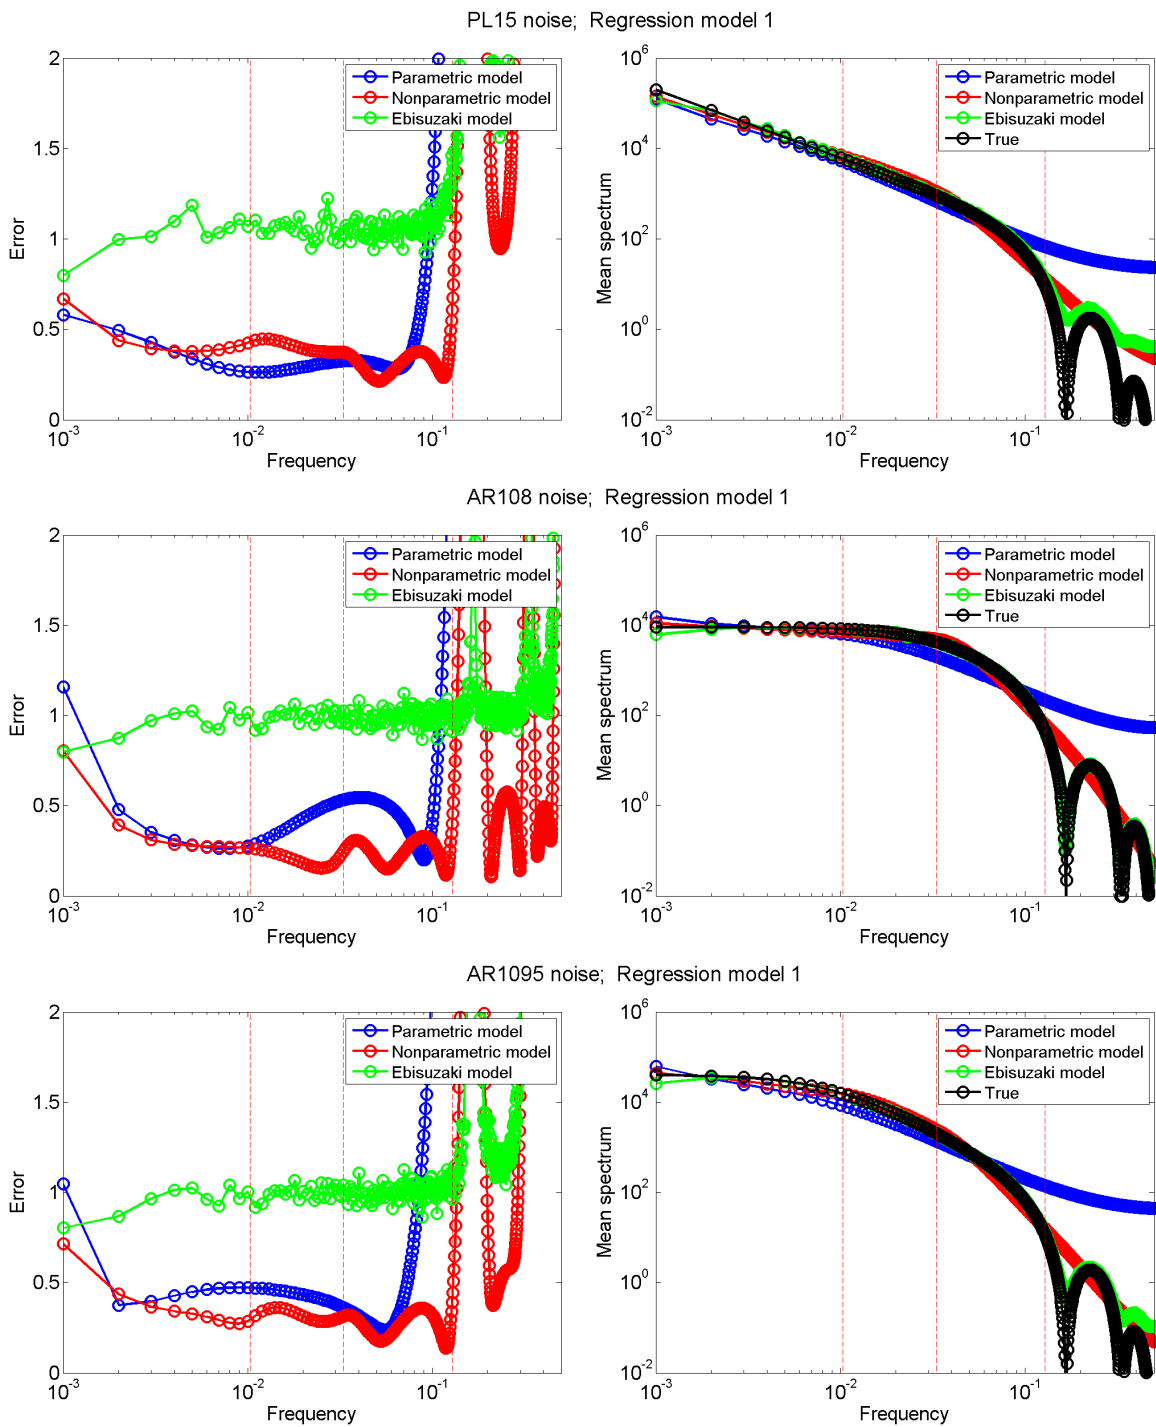 PL15 noise;  Regression model 1
2
1.5
1
0.5
0
Error
10^-3
10^-2
10^-1
Frequency
Parametric model
Nonparametric model
Ebisuzaki model
10^6
10^4
10^2
10^0
10^-2
Mean spectrum
10^-3
10^-2
10^-1
Frequency
Parametric model
Nonparametric model
Ebisuzaki model
True
AR108 noise;  Regression model 1
2
1.5
1
0.5
0
Error
10^-3
10^-2
10^-1
Frequency
Parametric model
Nonparametric model
Ebisuzaki model
10^6
10^4
10^2
10^0
10^-2
Mean spectrum
10^-3
10^-2
10^-1
Frequency
Parametric model
Nonparametric model
Ebisuzaki model
True
AR1095 noise;  Regression model 1
2
1.5
1
0.5
0
Error
10^-3
10^-2
10^-1
Frequency
Parametric model
Nonparametric model
Ebisuzaki model
10^6
10^4
10^2
10^0
10^-2
Mean spectrum
10^-3
10^-2
10^-1
Frequency
Parametric model
Nonparametric model
Ebisuzaki model
True